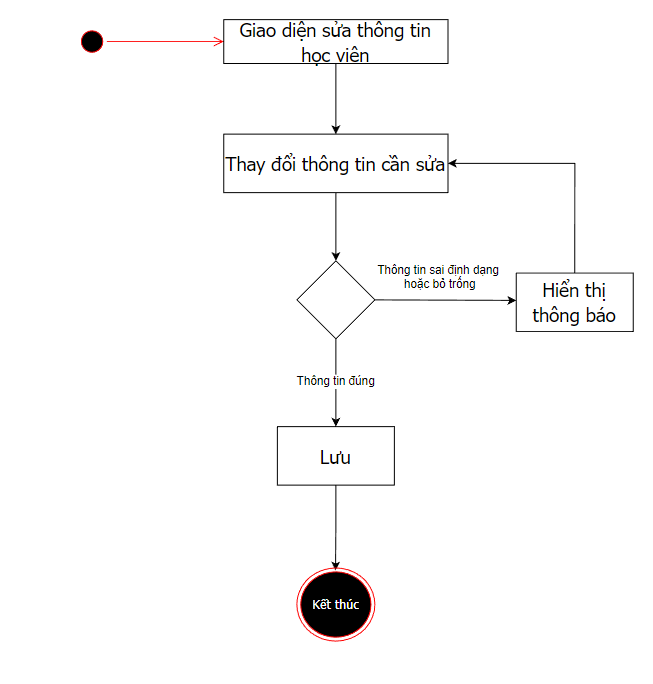 Giao diện sửa thông tin
học viên
Thay đổi thông tin cần sửa
Thông tin sai định dạng
hoặc bỏ trống
Hiển thị
thông báo
Thông tin đúng
Lưu
Kết thúc